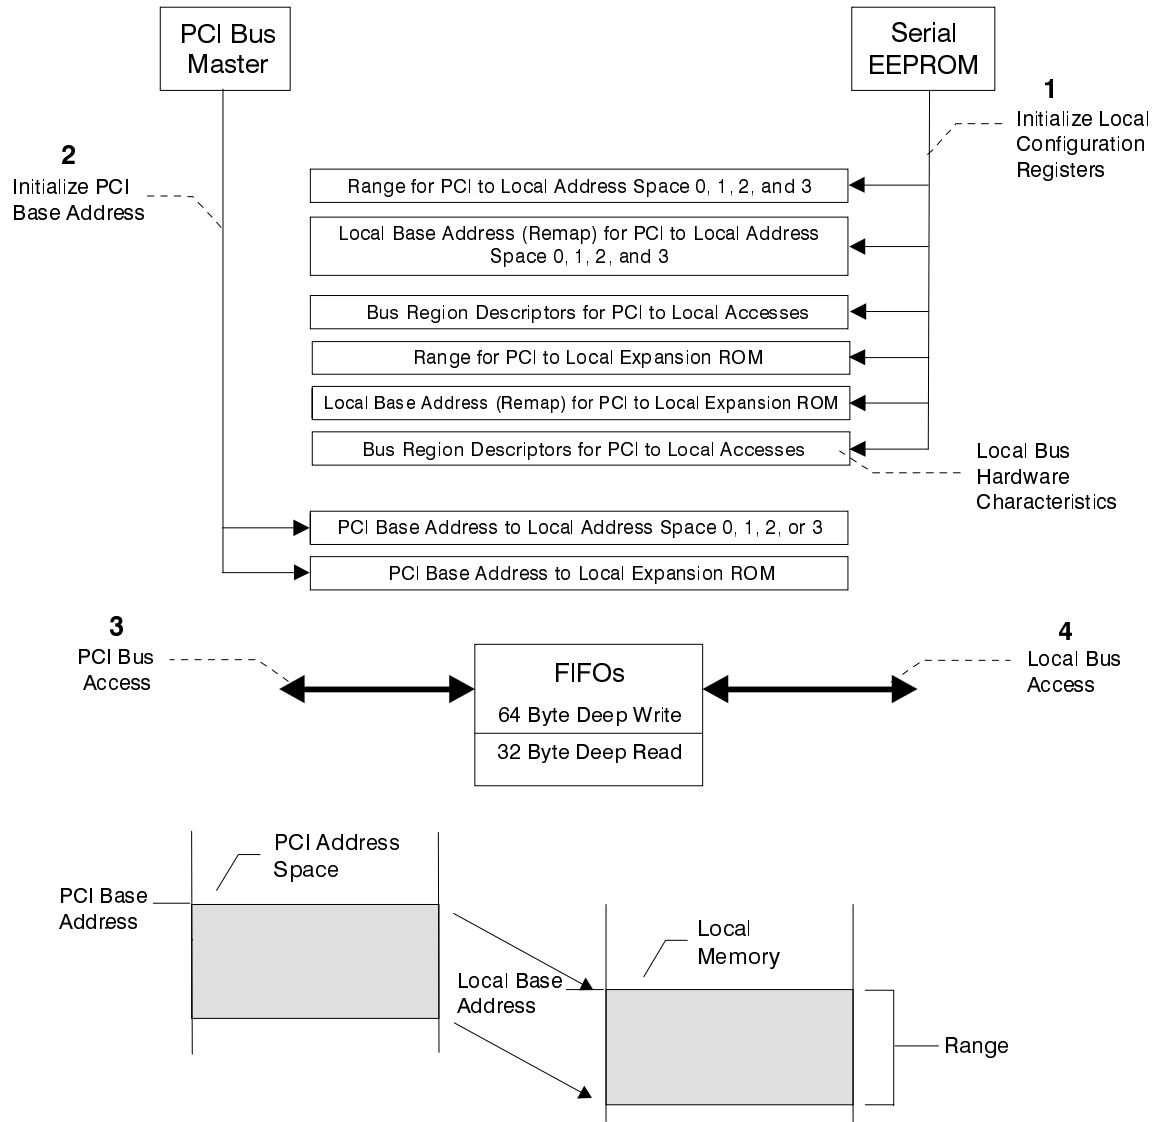 PCI Bus
Master
Serial
EEPROM
1
Initialize Local
Configuration
Registers
2
Initialize PCI
Base Address
Range for PCI to Local Address Space 0, 1, 2, and 3
Local Base Address (Remap) for PCI to Local Address
Space 0, 1, 2, and 3
Bus Region Descriptors for PCI to Local Accesses
Range for PCI to Local Expansion ROM
Local Base Address (Remap) for PCI to Local Expansion ROM
Bus Region Descriptors for PCI to Local Accesses
Local Bus
Hardware
Characteristics
PCI Base Address to Local Address Space 0, 1, 2, or 3
PCI Base Address to Local Expansion ROM
3
PCI Bus
Access
FIFOs
64 Byte Deep Write
32 Byte Deep Read
4
Local Bus
Access
PCI Address
Space
PCI Base
Address
Local
Memory
Local Base
Address
Range